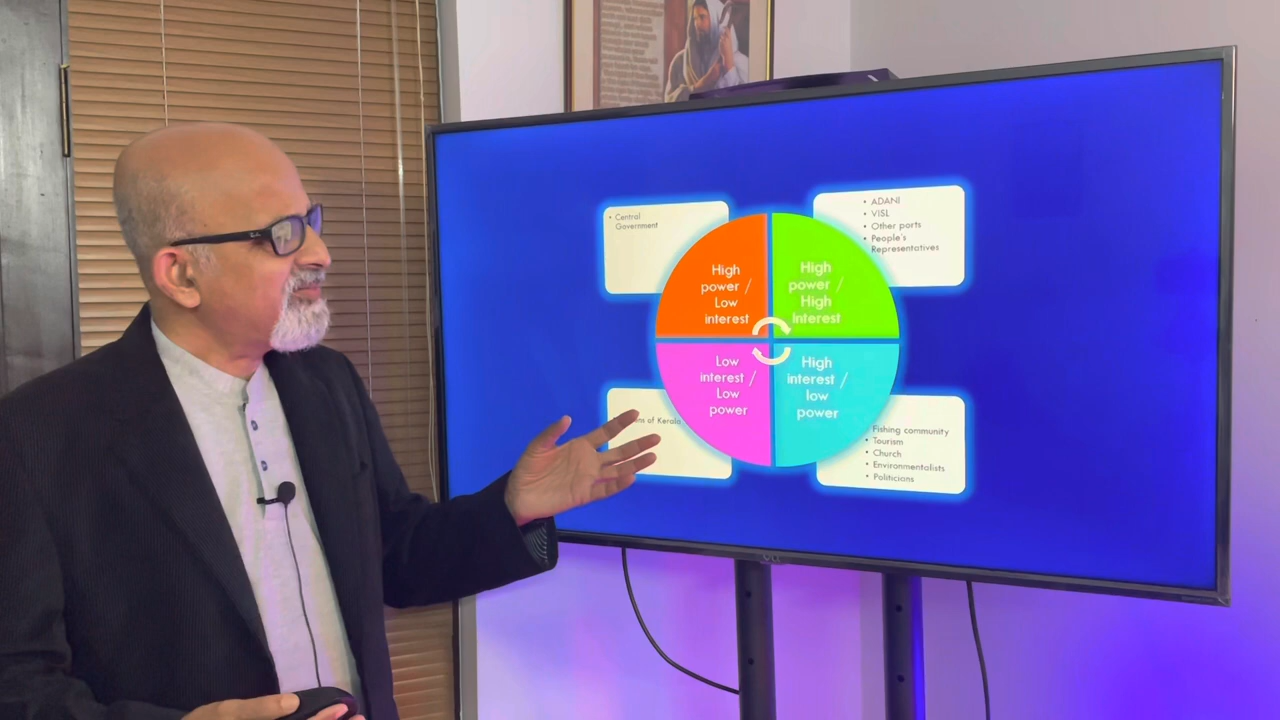 • Central
Government
High
power /
Low
interest
High
power /
High
interest
• ADANI
• VISL
• Other ports
• People's
Representatives
Low
interest /
Low
power
High
interest /
low
power
of Kerala
Fishing community
• Tourism
• Church
• Environmentalists
• Politicians